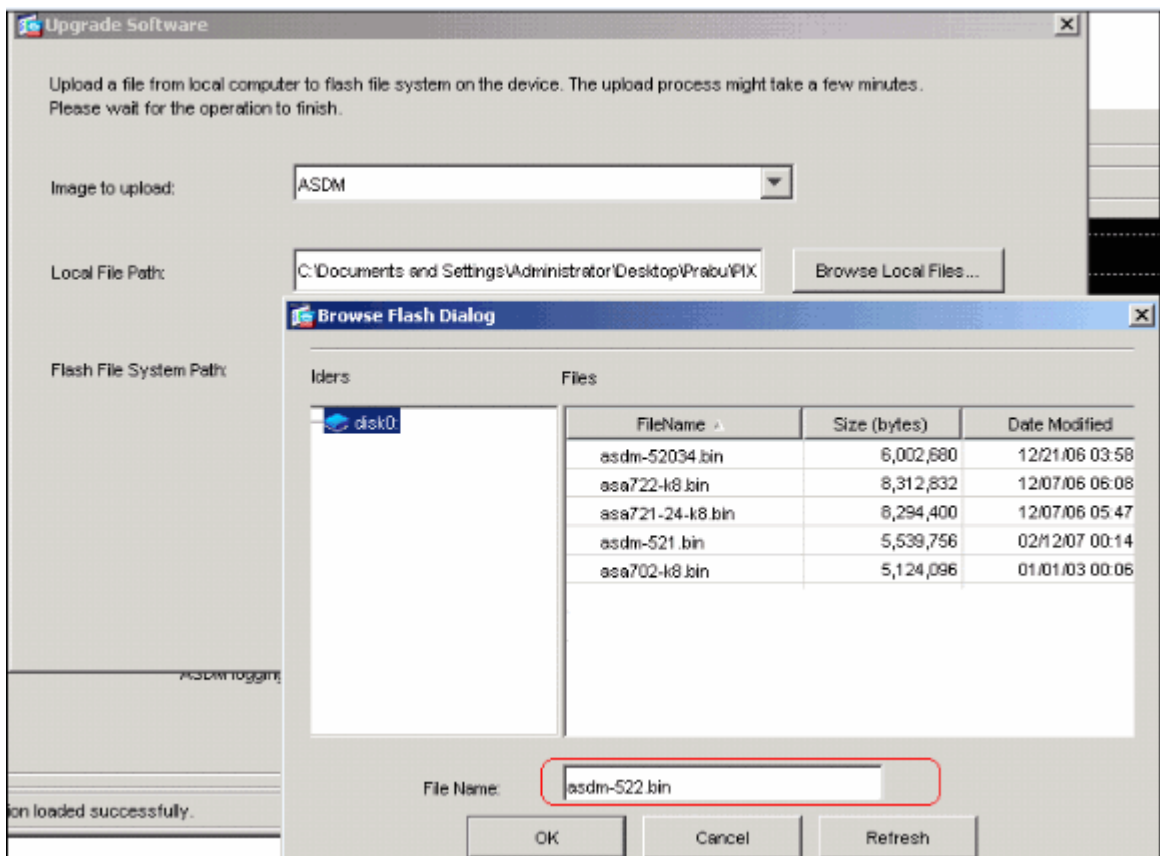 Upgrade Software
Upload a file from local computer to flash file system on the device. The upload process might take a few minutes.
Please wait for the operation to finish.
Image to upload: ASDM
Local File Path: C:\Documents and Settings\Administrator\Desktop\Prabu\PIX Browse Local Files...
Flash File System Path:
Browse Flash Dialog
lders Files
disk0:
FileName Size (bytes) Date Modified
asdm-52034.bin 6,002,680 12/21/06 03:58
asa722-k8.bin 8,312,832 12/07/06 06:08
asa721-24-k8.bin 8,294,400 12/07/06 05:47
asdm-521.bin 5,539,756 02/12/07 00:14
asa702-k8.bin 5,124,096 01/01/03 00:06
ASDM logging
File Name: asdm-522.bin
ion loaded successfully.
OK Cancel Refresh